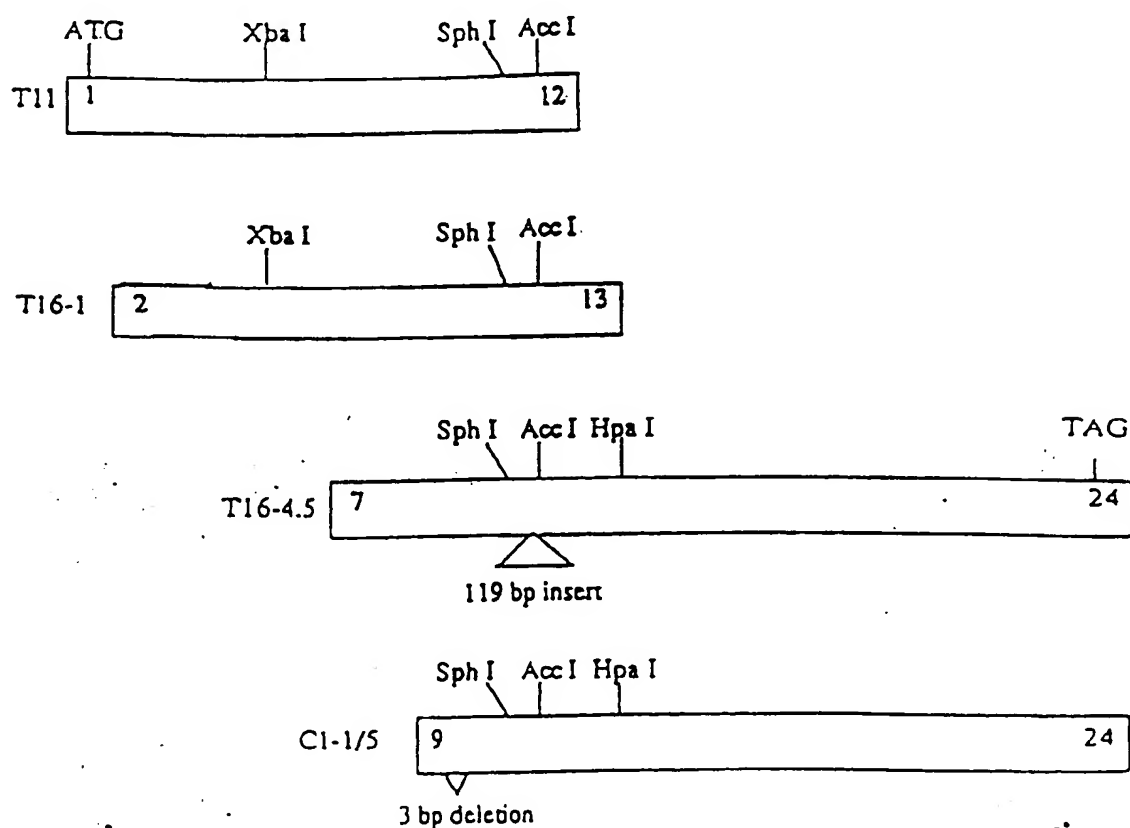 ATG Xba I Sph I Acc I
T11 1 12
Xba I Sph I Acc I
T16-1 2 13
Sph I Acc I Hpa I TAG
T16-4.5 7 24
119 bp insert
Sph I Acc I Hpa I
C1-1/5 9 24
3 bp deletion